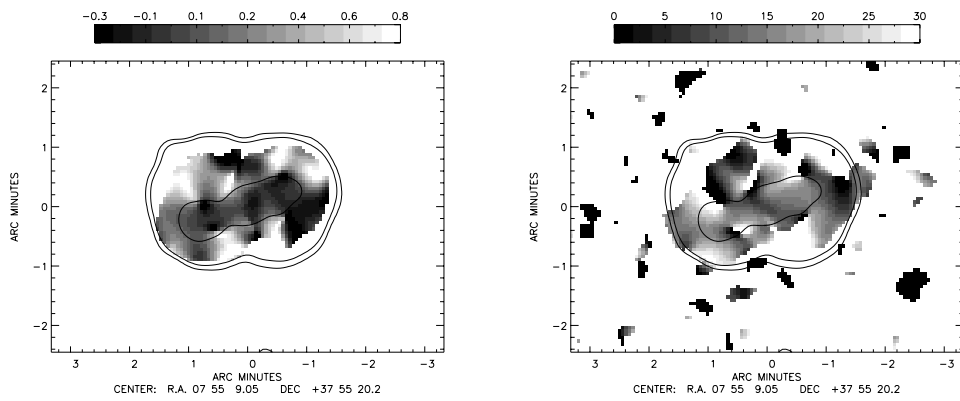 -0.3 -0.1 0.1 0.2 0.4 0.6 0.8
2
1
0
-1
-2
ARC MINUTES
3 2 1 0 -1 -2 -3
ARC MINUTES
CENTER: R.A. 07 55 9.05 DEC +37 55 20.2
0 5 10 15 20 25 30
2
1
0
-1
-2
ARC MINUTES
3 2 1 0 -1 -2 -3
ARC MINUTES
CENTER: R.A. 07 55 9.05 DEC +37 55 20.2